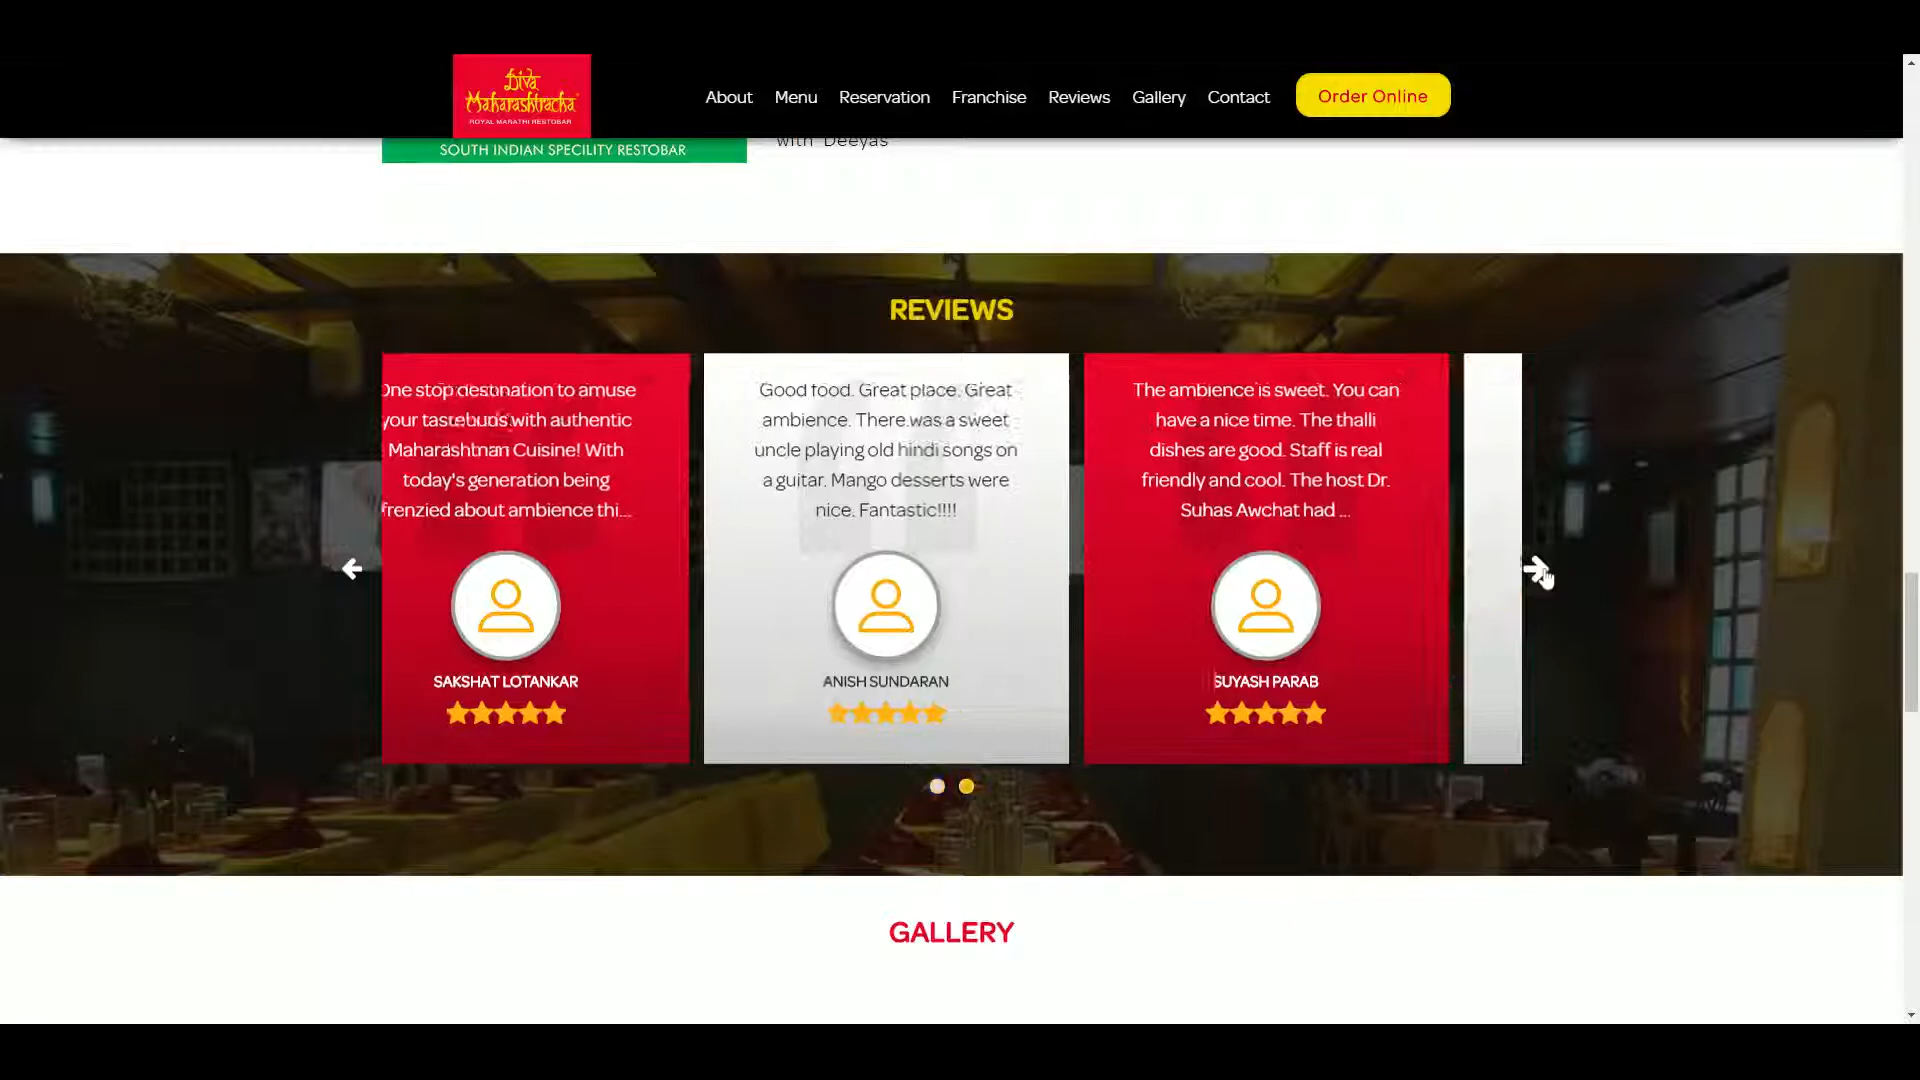 Diva
Maharashtracha
ROYAL MARATHI RESTOBAR
About Menu Reservation Franchise Reviews Gallery Contact Order Online
SOUTH INDIAN SPECILITY RESTOBAR
with Deeyas
REVIEWS
One stop destination to amuse
your tastebuds with authentic
Maharashtrian Cuisine! With
today's generation being
frenzied about ambience thi...
SAKSHAT LOTANKAR
Good food. Great place. Great
ambience. There was a sweet
uncle playing old hindi songs on
a guitar. Mango desserts were
nice. Fantastic!!!!
ANISH SUNDARAN
The ambience is sweet. You can
have a nice time. The thalli
dishes are good. Staff is real
friendly and cool. The host Dr.
Suhas Awchat had ...
SUYASH PARAB
GALLERY